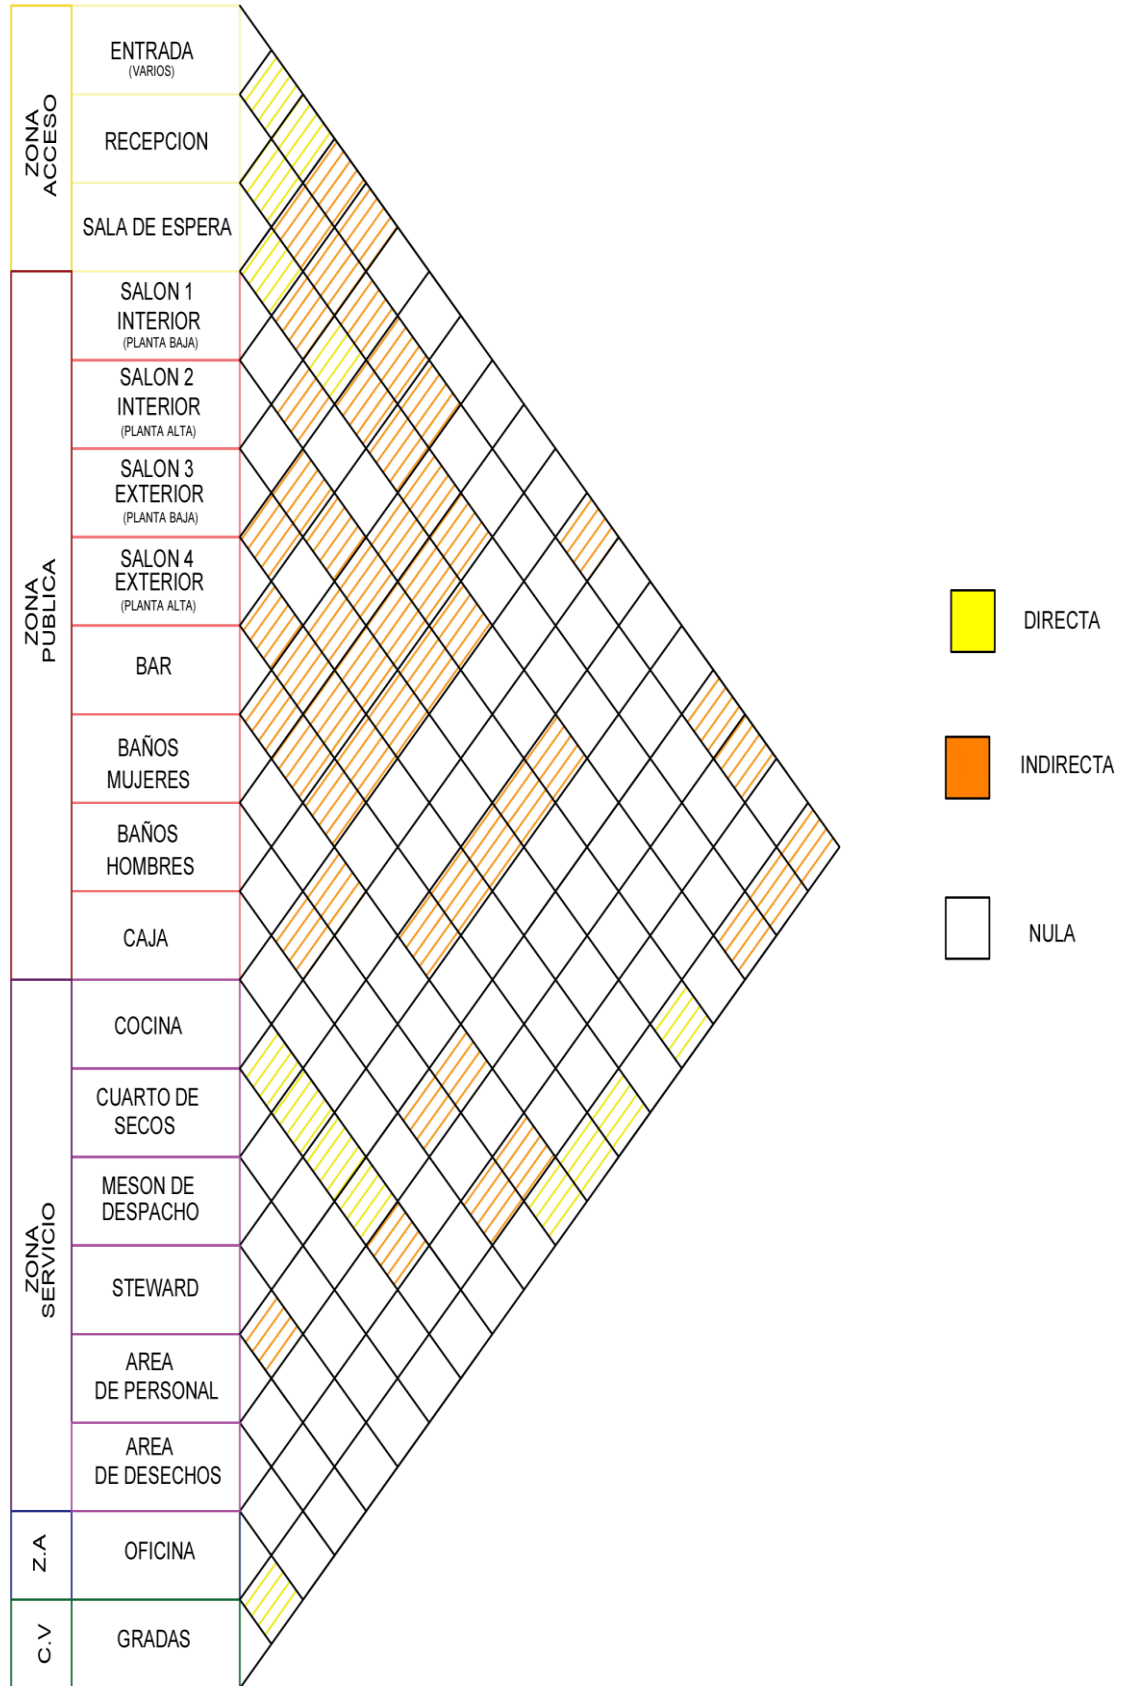 ZONA
ACCESO
ENTRADA
(VARIOS)
RECEPCION
SALA DE ESPERA
ZONA
PUBLICA
SALON 1
INTERIOR
(PLANTA BAJA)
SALON 2
INTERIOR
(PLANTA ALTA)
SALON 3
EXTERIOR
(PLANTA BAJA)
SALON 4
EXTERIOR
(PLANTA ALTA)
BAR
BAÑOS
MUJERES
BAÑOS
HOMBRES
CAJA
ZONA
SERVICIO
COCINA
CUARTO DE
SECOS
MESON DE
DESPACHO
STEWARD
AREA
DE PERSONAL
AREA
DE DESECHOS
Z.A
OFICINA
C.V
GRADAS
DIRECTA
INDIRECTA
NULA